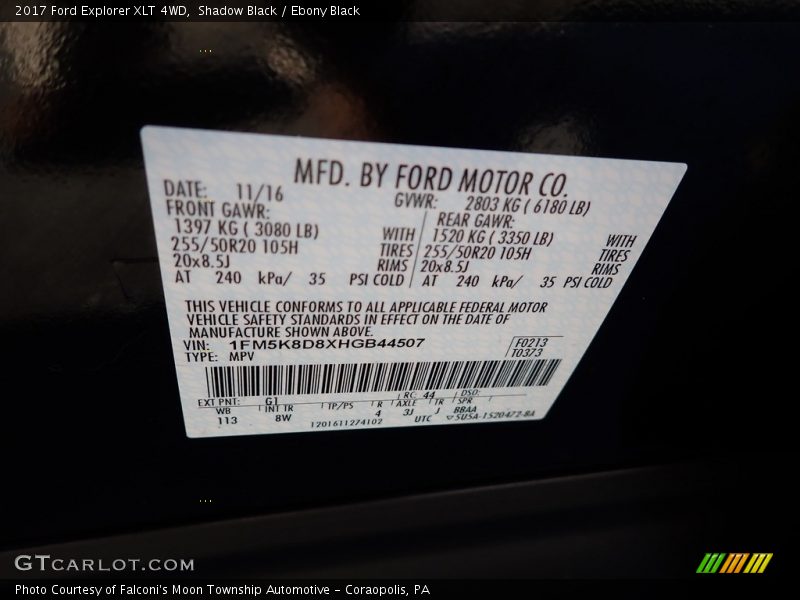 2017 Ford Explorer XLT 4WD, Shadow Black / Ebony Black
MFD. BY FORD MOTOR CO.
DATE: 11/16 GVWR: 2803 KG ( 6180 LB)
FRONT GAWR: REAR GAWR:
1397 KG ( 3080 LB) WITH 1520 KG ( 3350 LB) WITH
255/50R20 105H TIRES 255/50R20 105H TIRES
20x8.5J RIMS 20x8.5J RIMS
AT 240 kPa/ 35 PSI COLD AT 240 kPa/ 35 PSI COLD
THIS VEHICLE CONFORMS TO ALL APPLICABLE FEDERAL MOTOR
VEHICLE SAFETY STANDARDS IN EFFECT ON THE DATE OF
MANUFACTURE SHOWN ABOVE.
VIN: 1FM5K8D8XHGB44507 F0213
TYPE: MPV T0373
EXT PNT: G1 RC: 44 DSO:
WB INT TR TP/PS R AXLE TR SPR
113 8W 4 3J J BBAA
1201611274102 UTC 5U5A-1520472-BA
GTCARLOT.COM
Photo Courtesy of Falconi's Moon Township Automotive - Coraopolis, PA